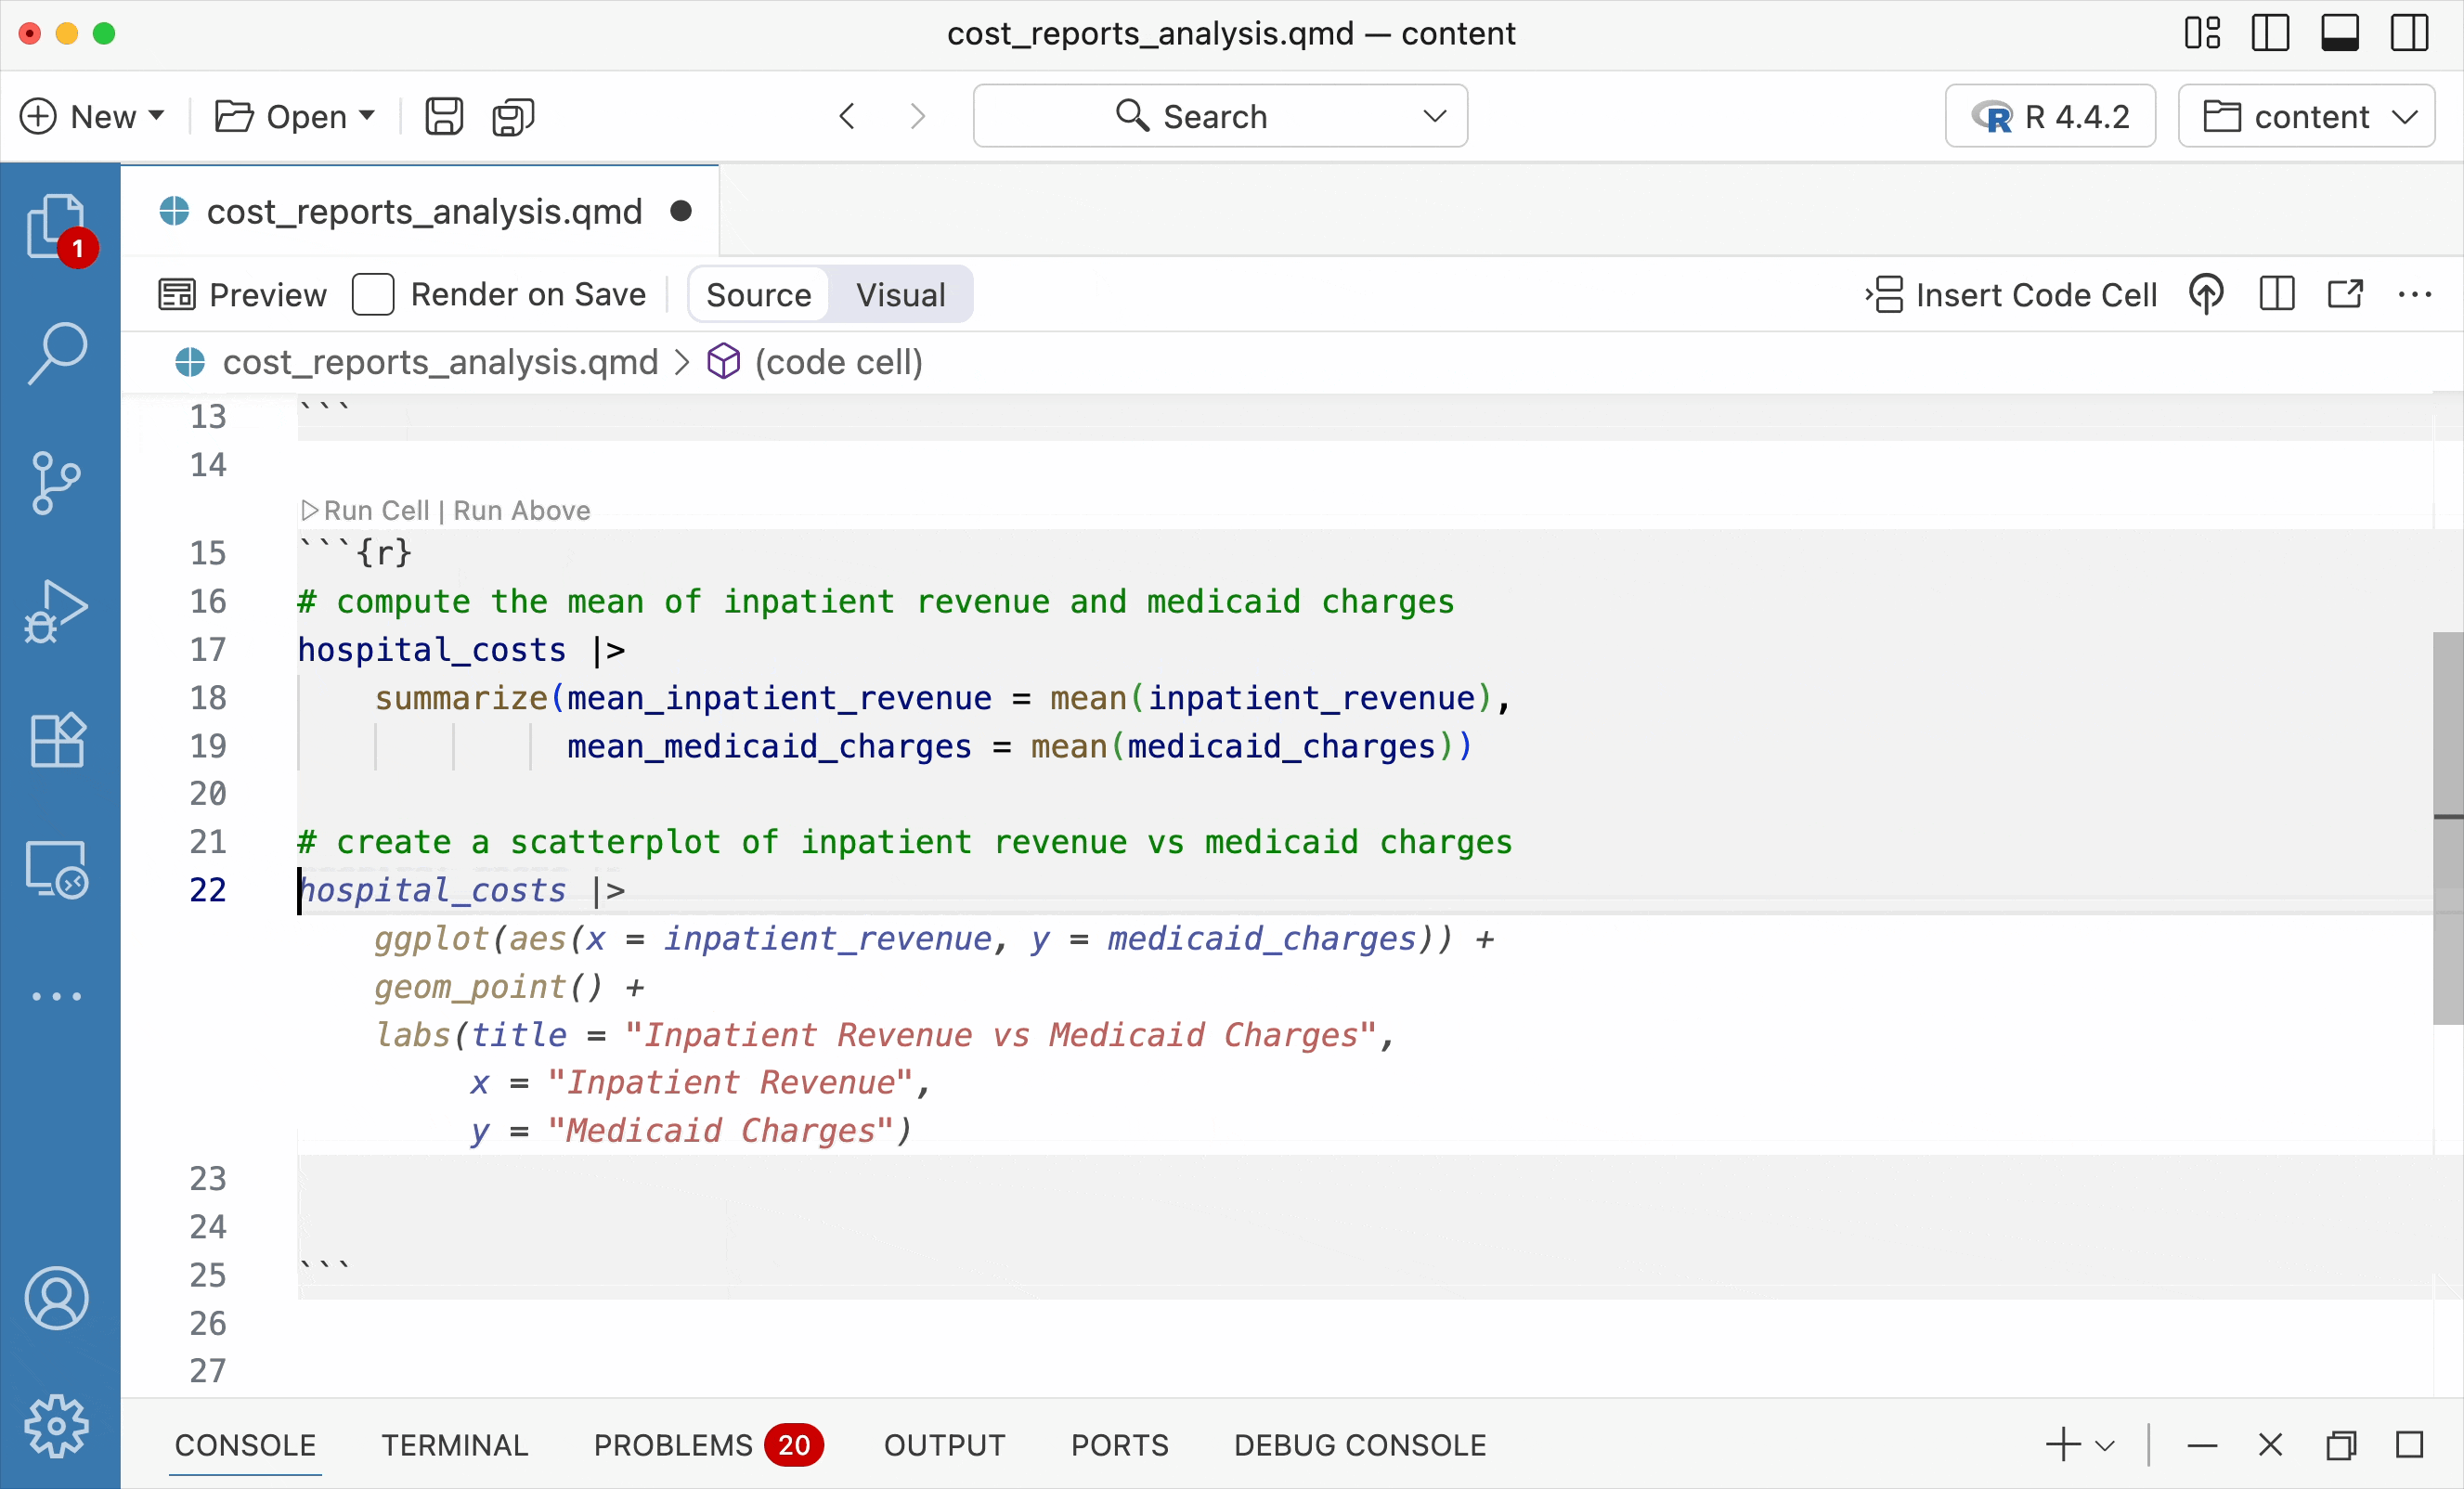 cost_reports_analysis.qmd — content
New Open Search R 4.4.2 content
1
cost_reports_analysis.qmd
Preview Render on Save Source Visual Insert Code Cell
cost_reports_analysis.qmd > (code cell)
13 ```
14
Run Cell | Run Above
15 ```{r}
16 # compute the mean of inpatient revenue and medicaid charges
17 hospital_costs |>
18     summarize(mean_inpatient_revenue = mean(inpatient_revenue),
19               mean_medicaid_charges = mean(medicaid_charges))
20
21 # create a scatterplot of inpatient revenue vs medicaid charges
22 hospital_costs |>
    ggplot(aes(x = inpatient_revenue, y = medicaid_charges)) +
    geom_point() +
    labs(title = "Inpatient Revenue vs Medicaid Charges",
         x = "Inpatient Revenue",
         y = "Medicaid Charges")
23
24
25 ```
26
27
CONSOLE TERMINAL PROBLEMS 20 OUTPUT PORTS DEBUG CONSOLE